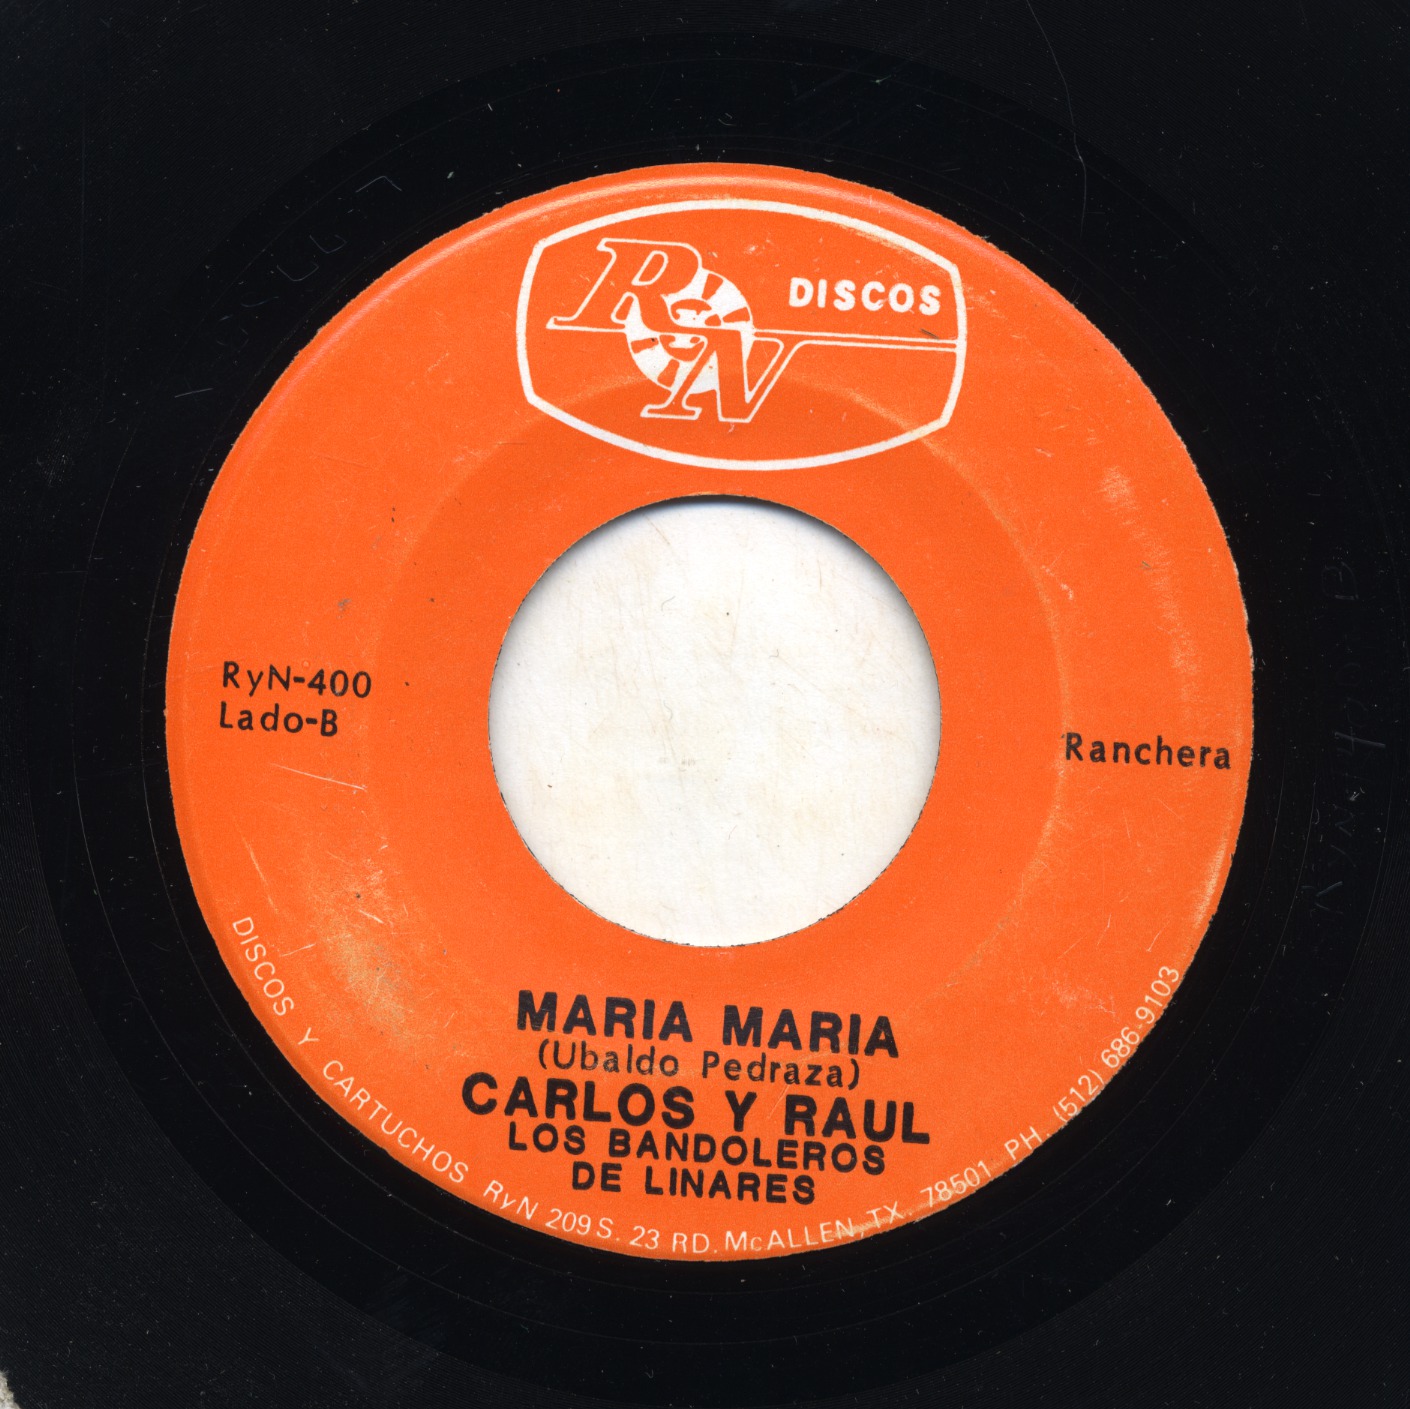 RyN DISCOS
RyN-400
Lado-B
Ranchera
MARIA MARIA
(Ubaldo Pedraza)
CARLOS Y RAUL
LOS BANDOLEROS
DE LINARES
DISCOS Y CARTUCHOS RyN 209 S. 23 RD. McALLEN, TX. 78501 PH. (512) 686-9103